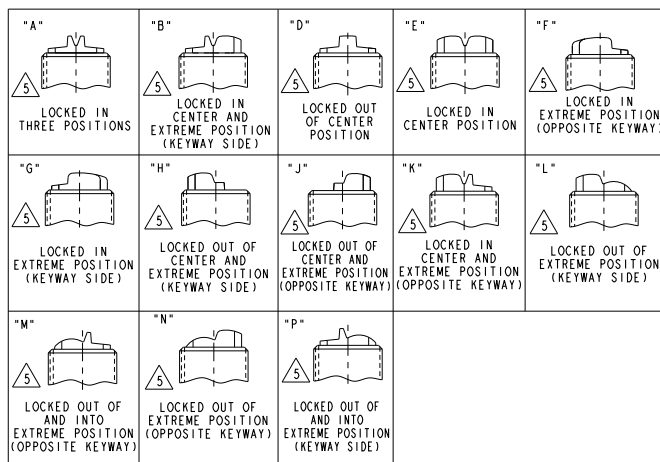 "A"
5
LOCKED IN
THREE POSITIONS
"B"
5
LOCKED IN
CENTER AND
EXTREME POSITION
(KEYWAY SIDE)
"D"
5
LOCKED OUT
OF CENTER
POSITION
"E"
5
LOCKED IN
CENTER POSITION
"F"
5
LOCKED IN
EXTREME POSITION
(OPPOSITE KEYWAY)
"G"
5
LOCKED IN
EXTREME POSITION
(KEYWAY SIDE)
"H"
5
LOCKED OUT OF
CENTER AND
EXTREME POSITION
(KEYWAY SIDE)
"J"
5
LOCKED OUT OF
CENTER AND
EXTREME POSITION
(OPPOSITE KEYWAY)
"K"
5
LOCKED IN
CENTER AND
EXTREME POSITION
(OPPOSITE KEYWAY)
"L"
5
LOCKED OUT OF
EXTREME POSITION
(KEYWAY SIDE)
"M"
5
LOCKED OUT OF
AND INTO
EXTREME POSITION
(OPPOSITE KEYWAY)
"N"
5
LOCKED OUT OF
EXTREME POSITION
(OPPOSITE KEYWAY)
"P"
5
LOCKED OUT OF
AND INTO
EXTREME POSITION
(KEYWAY SIDE)